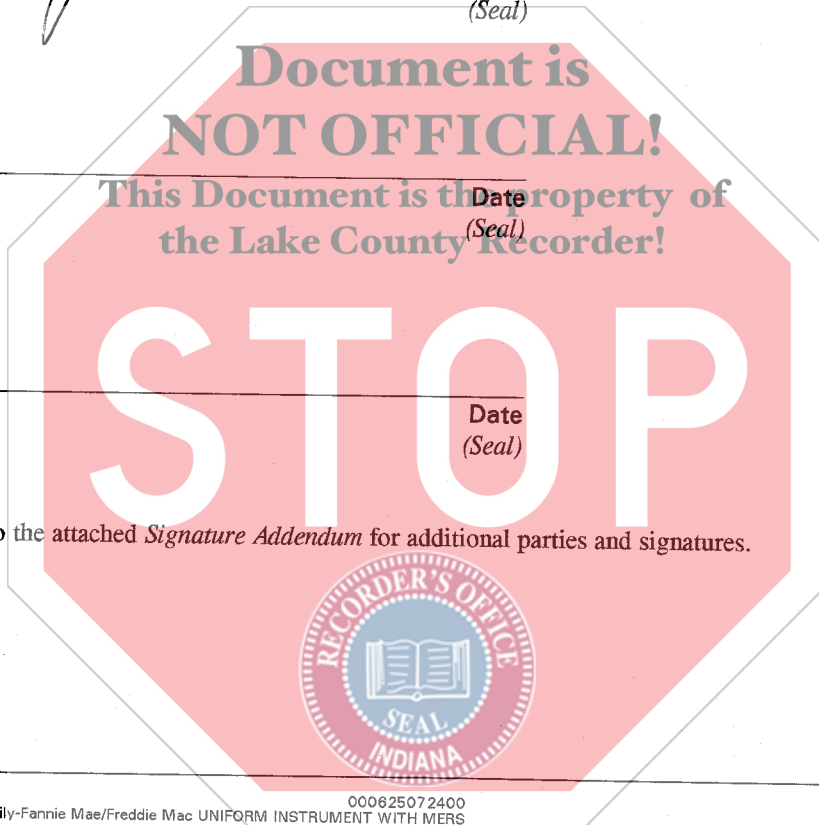 (Seal)
Document is
NOT OFFICIAL!
This Document is the property of
Date
the Lake County Recorder!
(Seal)
STOP
Date
(Seal)
the attached Signature Addendum for additional parties and signatures.
RECORDER'S OFFICE
SEAL
INDIANA
000625072400
ily-Fannie Mae/Freddie Mac UNIFORM INSTRUMENT WITH MERS